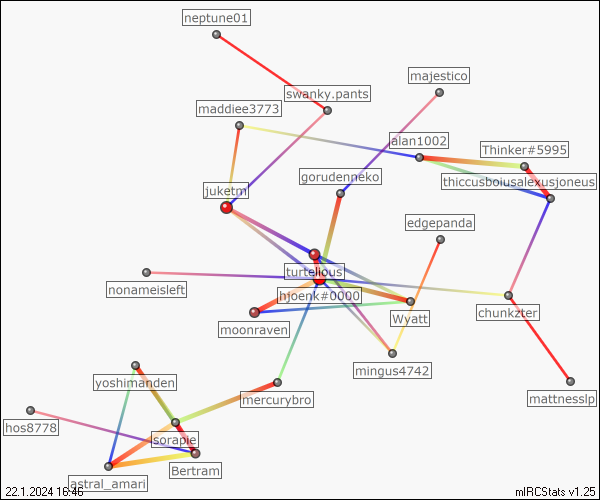 neptune01
majestico
swanky.pants
maddiee3773
alan1002
Thinker#5995
gorudenneko
thiccusboiusalexusjoneus
juketrn
edgepanda
turtelious
nonameisleft
hjoenk#0000
chunkzter
Wyatt
moonraven
mingus4742
yoshimanden
mercurybro
mattnesslp
hos8778
sorapie
Bertram
astral_amari
22.1.2024 16:46
mIRCStats v1.25